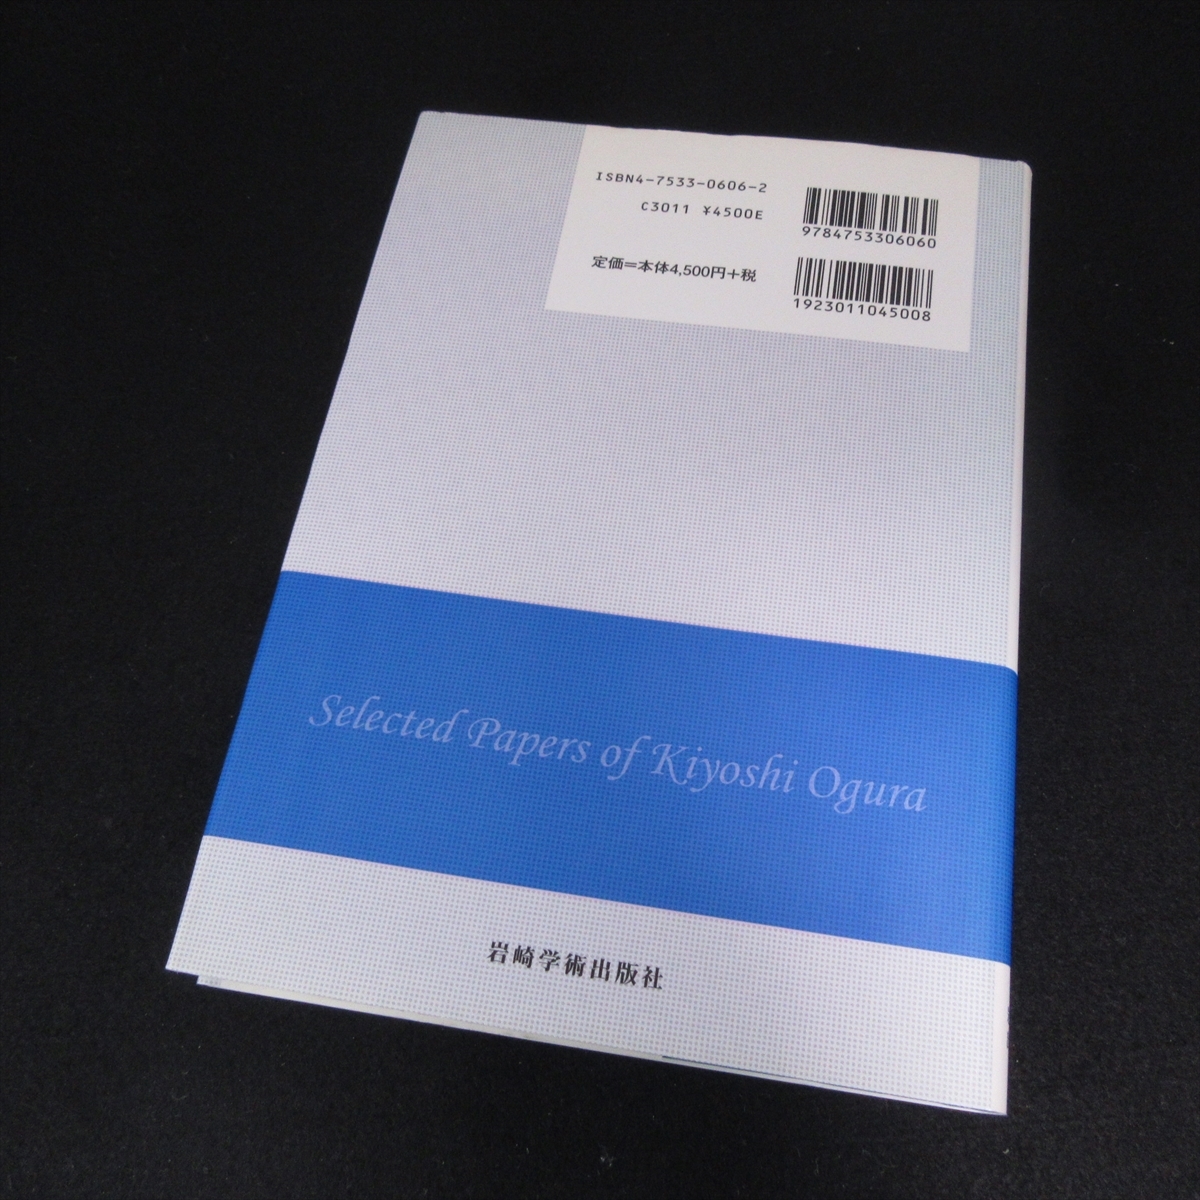 ISBN4-7533-0606-2
C3011 ¥4500E
定価＝本体4,500円＋税
9784753306060
1923011045008
Selected Papers of Kiyoshi Ogura
岩崎学術出版社